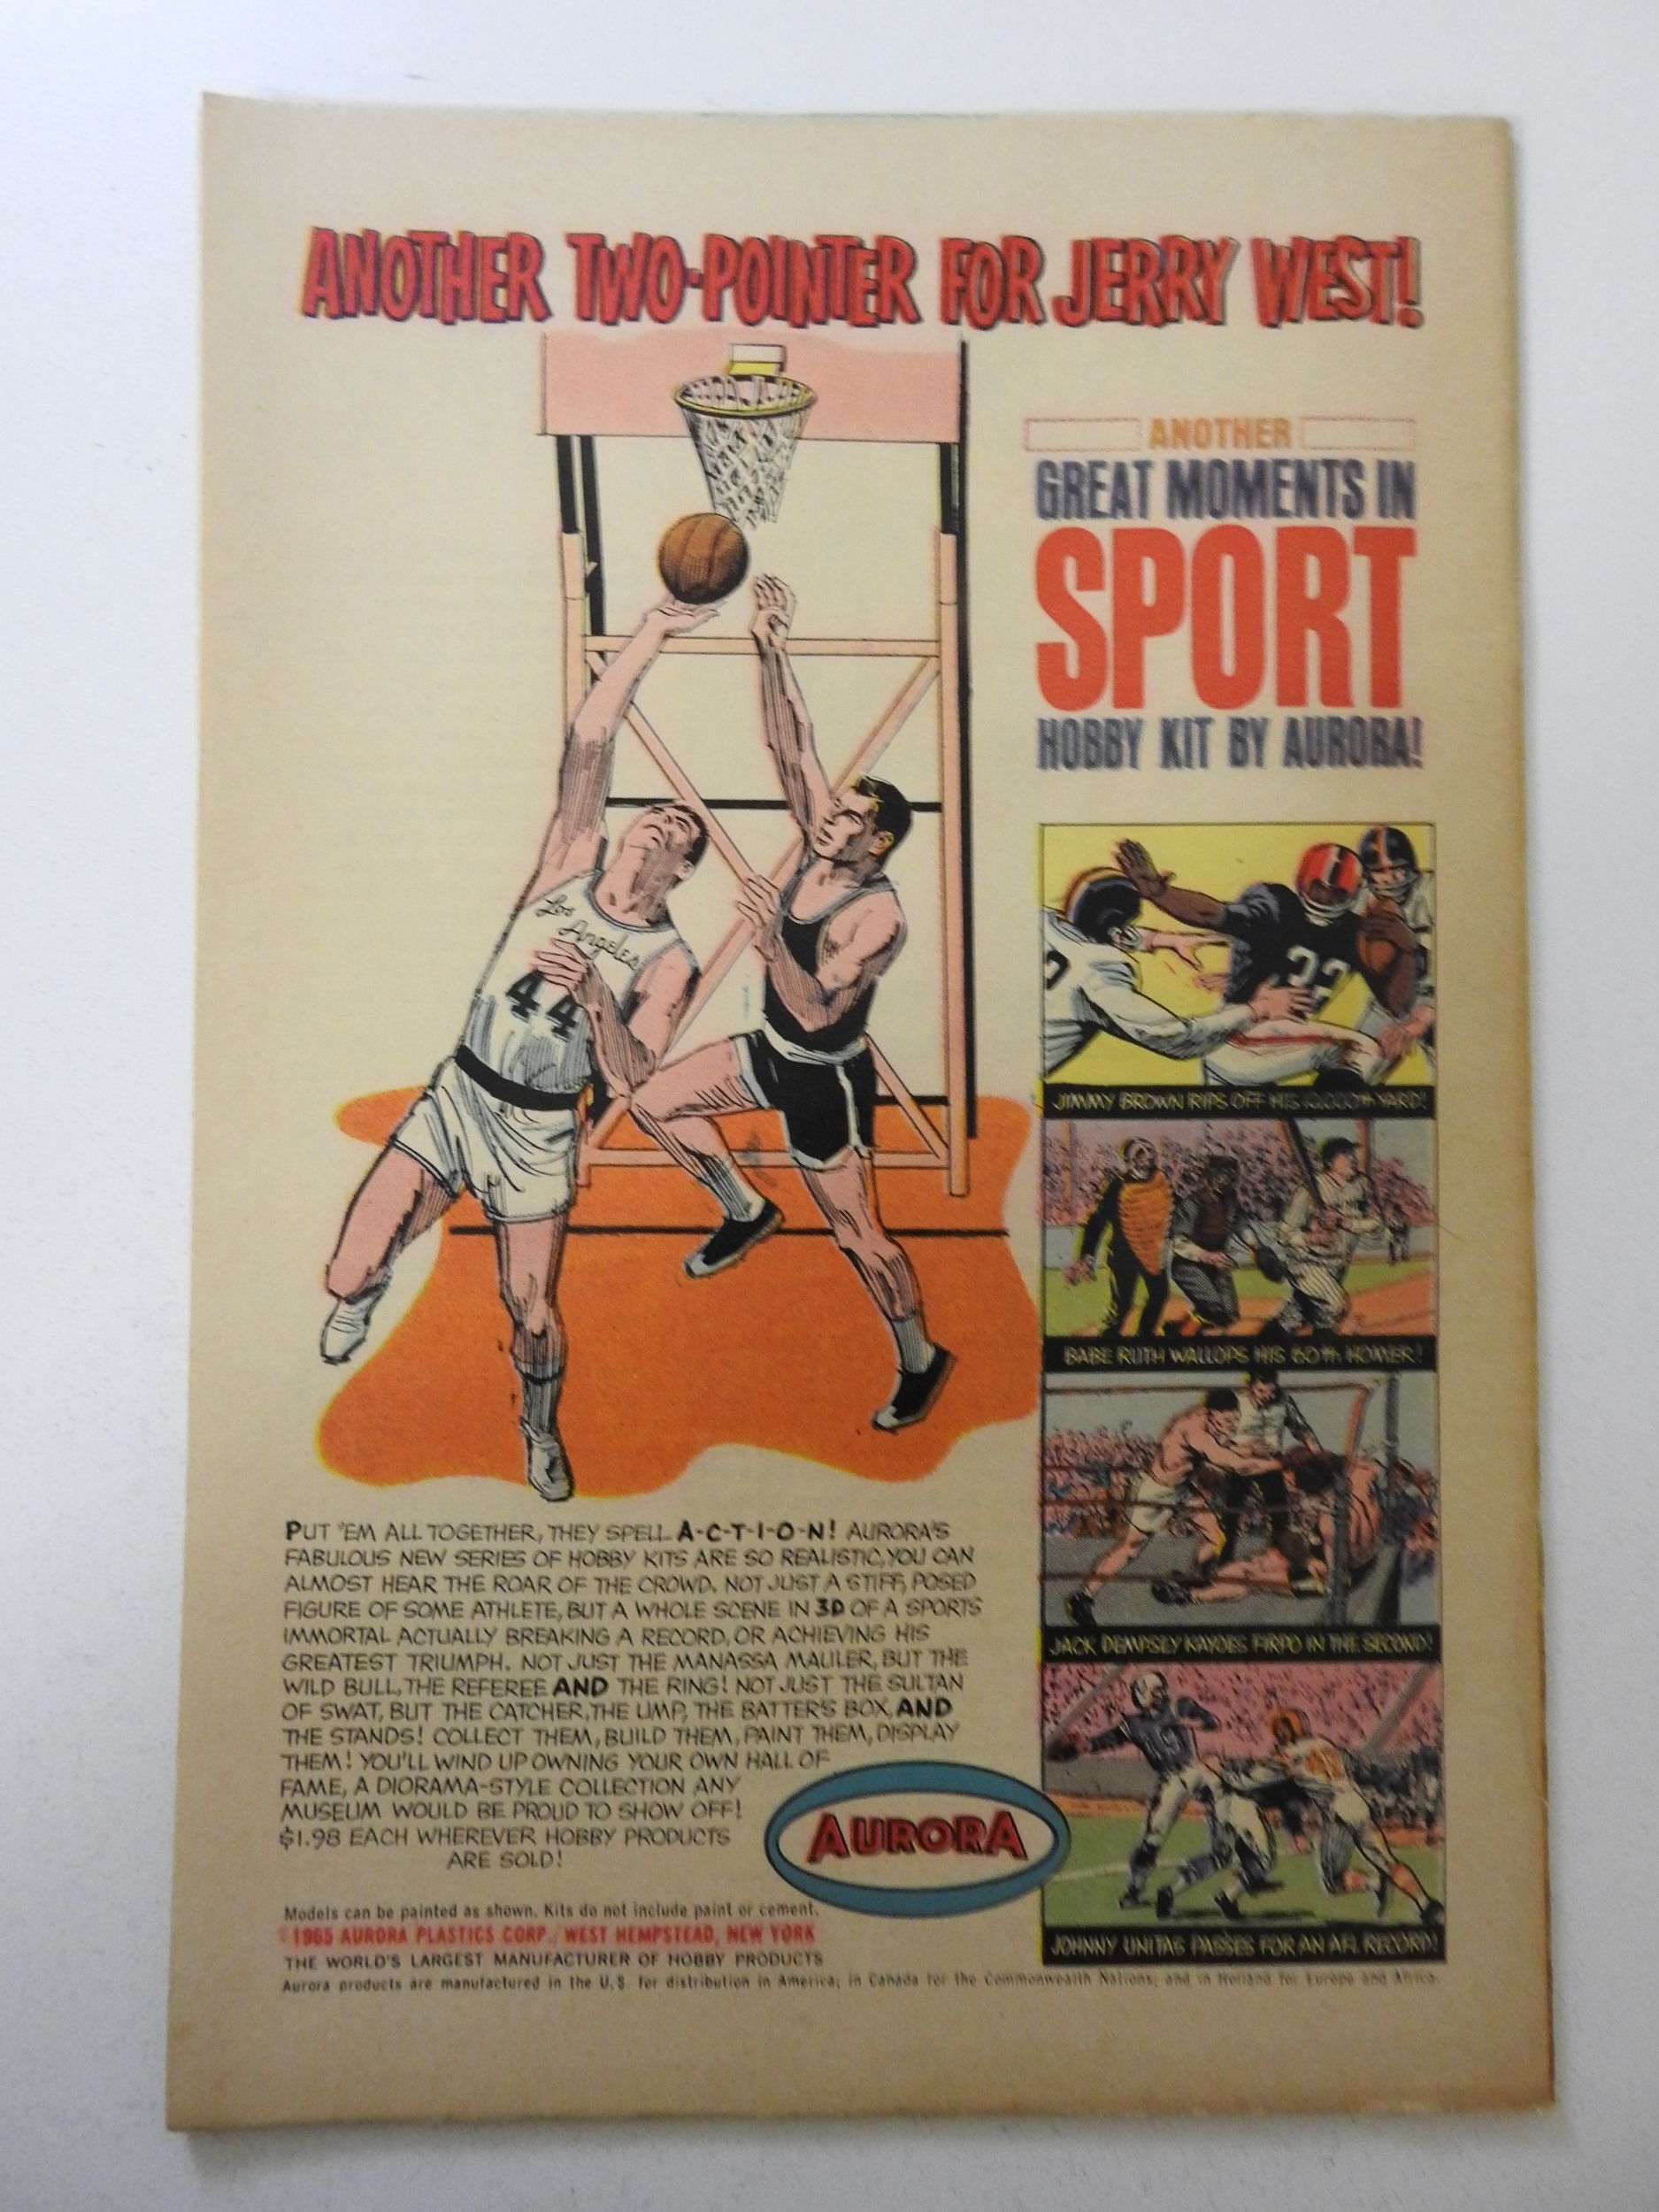 ANOTHER TWO-POINTER FOR JERRY WEST!
ANOTHER
GREAT MOMENTS IN
SPORT
HOBBY KIT BY AURORA!
Los
Angeles
44
32
JIMMY BROWN RIPS OFF HIS 10,000th YARD!
BABE RUTH WALLOPS HIS 60th HOMER!
JACK DEMPSEY KAYOES FIRPO IN THE SECOND!
JOHNNY UNITAS PASSES FOR AN AFL RECORD!
PUT 'EM ALL TOGETHER, THEY SPELL A-C-T-I-O-N! AURORA'S
FABULOUS NEW SERIES OF HOBBY KITS ARE SO REALISTIC, YOU CAN
ALMOST HEAR THE ROAR OF THE CROWD. NOT JUST A STIFF, POSED
FIGURE OF SOME ATHLETE, BUT A WHOLE SCENE IN 3D OF A SPORTS
IMMORTAL ACTUALLY BREAKING A RECORD, OR ACHIEVING HIS
GREATEST TRIUMPH. NOT JUST THE MANASSA MAULER, BUT THE
WILD BULL, THE REFEREE AND THE RING! NOT JUST THE SULTAN
OF SWAT, BUT THE CATCHER, THE UMP, THE BATTER'S BOX, AND
THE STANDS! COLLECT THEM, BUILD THEM, PAINT THEM, DISPLAY
THEM! YOU'LL WIND UP OWNING YOUR OWN HALL OF
FAME, A DIORAMA-STYLE COLLECTION ANY
MUSEUM WOULD BE PROUD TO SHOW OFF!
$1.98 EACH WHEREVER HOBBY PRODUCTS
ARE SOLD!
AURORA
Models can be painted as shown. Kits do not include paint or cement.
©1965 AURORA PLASTICS CORP., WEST HEMPSTEAD, NEW YORK
THE WORLD'S LARGEST MANUFACTURER OF HOBBY PRODUCTS
Aurora products are manufactured in the U.S. for distribution in America; in Canada for the Commonwealth Nations; and in Holland for Europe and Africa.